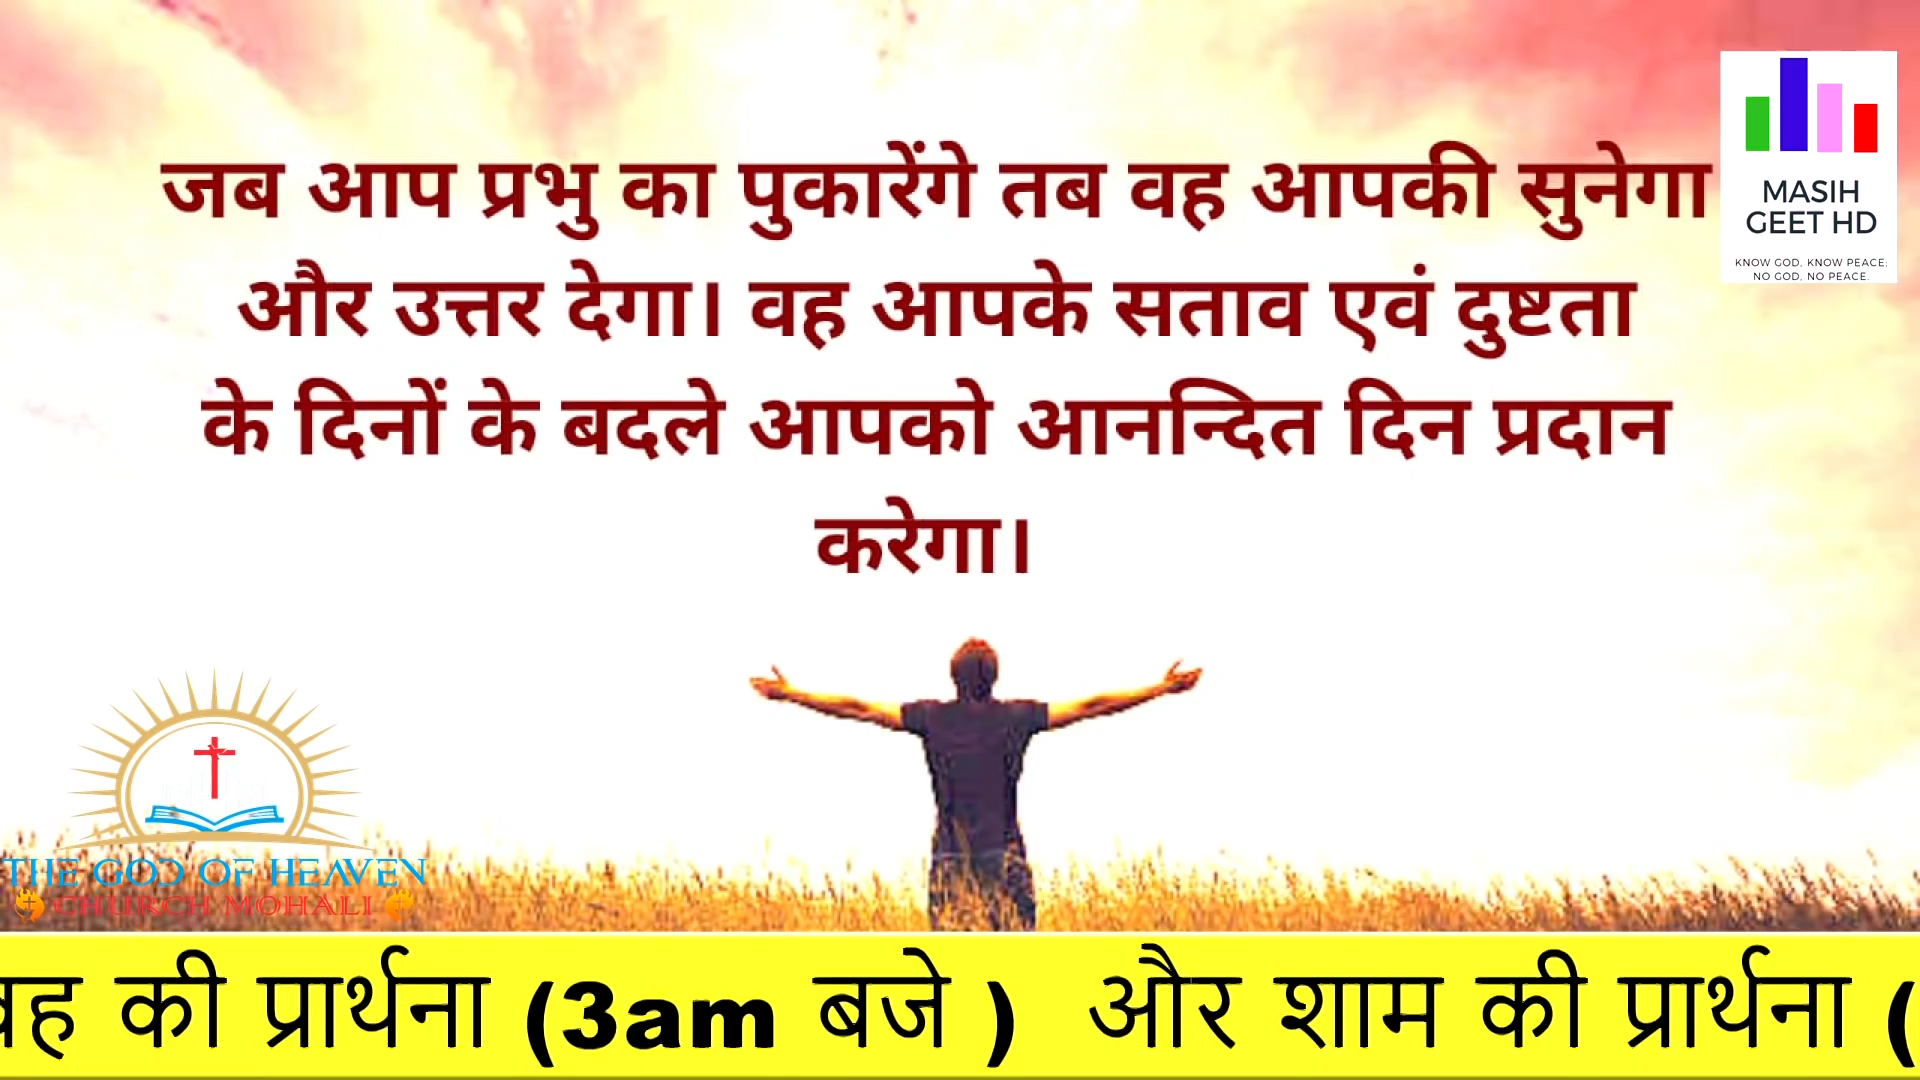 जब आप प्रभु का पुकारेंगे तब वह आपकी सुनेगा
और उत्तर देगा। वह आपके सताव एवं दुष्टता
के दिनों के बदले आपको आनन्दित दिन प्रदान
करेगा।
MASIH
GEET HD
KNOW GOD, KNOW PEACE;
NO GOD, NO PEACE.
THE GOD OF HEAVEN
CHURCH MOHALI
की प्रार्थना (3am बजे ) और शाम की प्रार्थना (